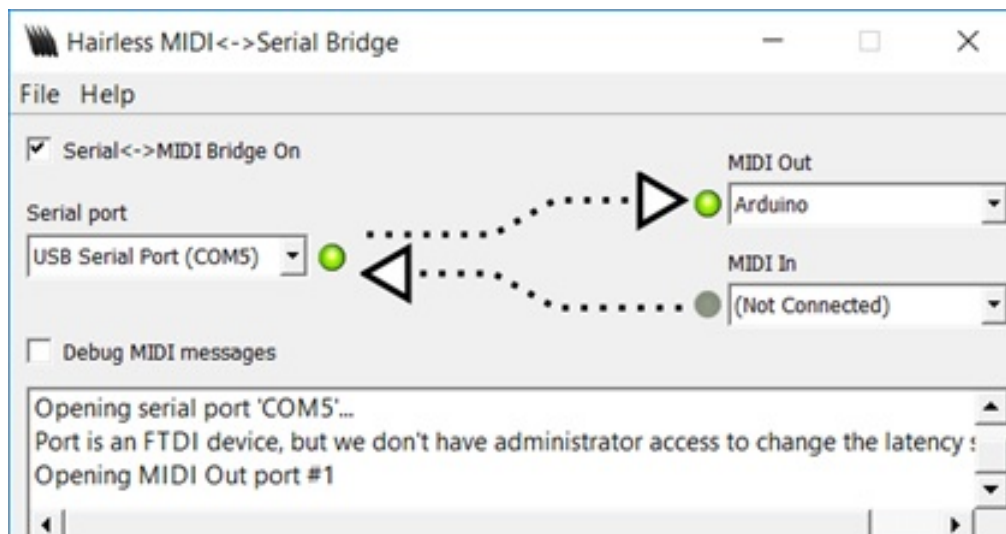 Hairless MIDI<->Serial Bridge
File Help
Serial<->MIDI Bridge On
MIDI Out
Arduino
Serial port
USB Serial Port (COM5)
MIDI In
(Not Connected)
Debug MIDI messages
Opening serial port 'COM5'...
Port is an FTDI device, but we don't have administrator access to change the latency
Opening MIDI Out port #1